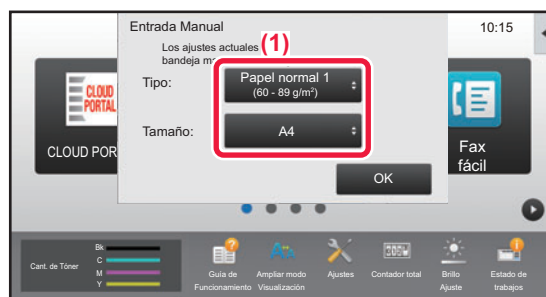 Entrada Manual
10:15
Los ajustes actuales
(1)
bandeja
Tipo:
Papel normal 1
(60 - 89 g/m²)
CLOUD
PORTAL
Tamaño:
A4
CLOUD POR
OK
Fax
fácil
Cant. de Tóner
Bk
C
M
Y
Guía de
Funcionamiento
Ampliar modo
Visualización
Ajustes
Contador total
Brillo
Ajuste
Estado de
trabajos